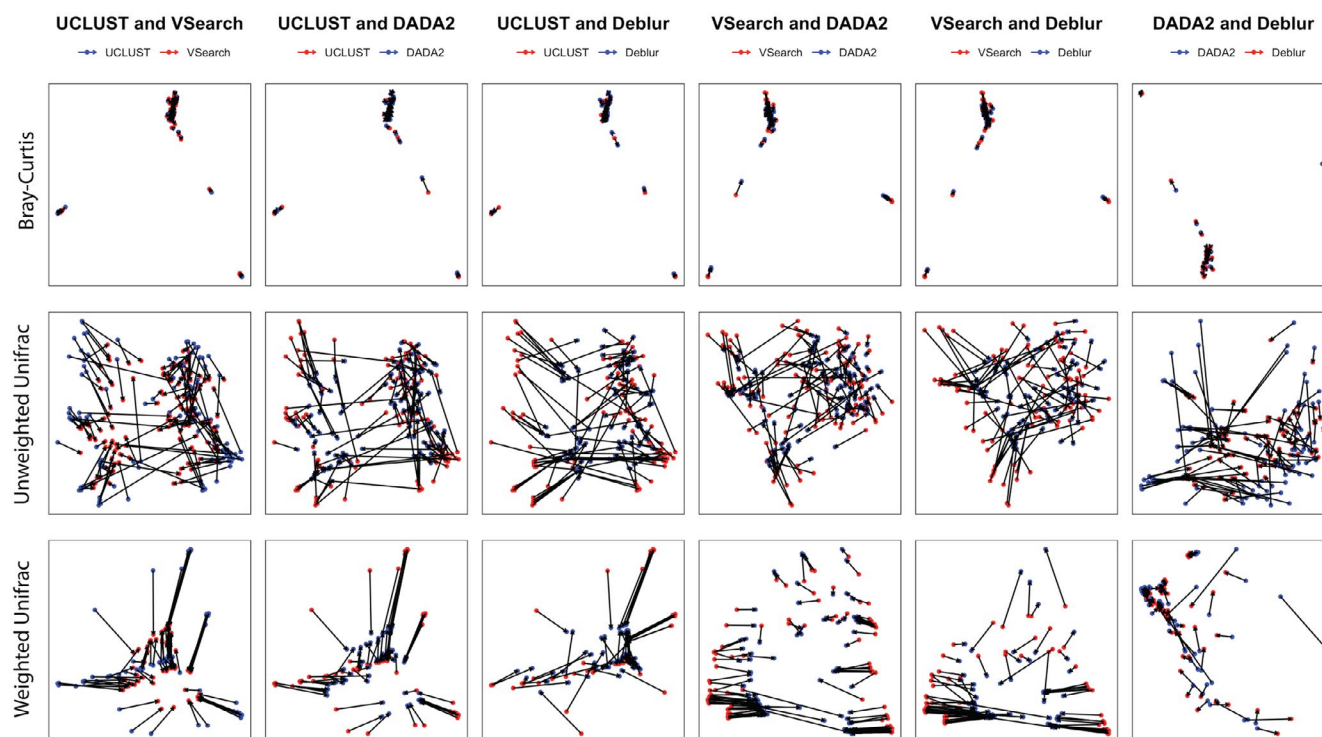 UCLUST and VSearch UCLUST and DADA2 UCLUST and Deblur VSearch and DADA2 VSearch and Deblur DADA2 and Deblur
UCLUST VSearch UCLUST DADA2 UCLUST Deblur VSearch DADA2 VSearch Deblur DADA2 Deblur
Bray-Curtis
Unweighted Unifrac
Weighted Unifrac